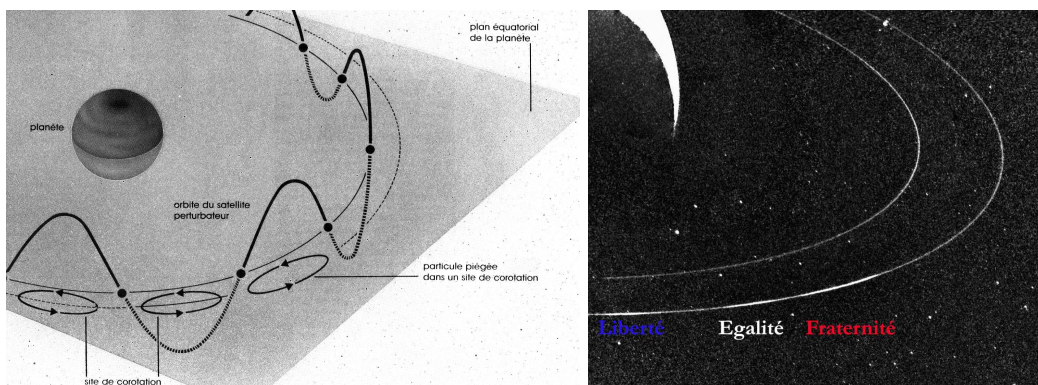 plan équatorial
de la planète
planète
orbite du satellite
perturbateur
particule piégée
dans un site de corotation
site de corotation
Liberté
Egalité
Fraternité